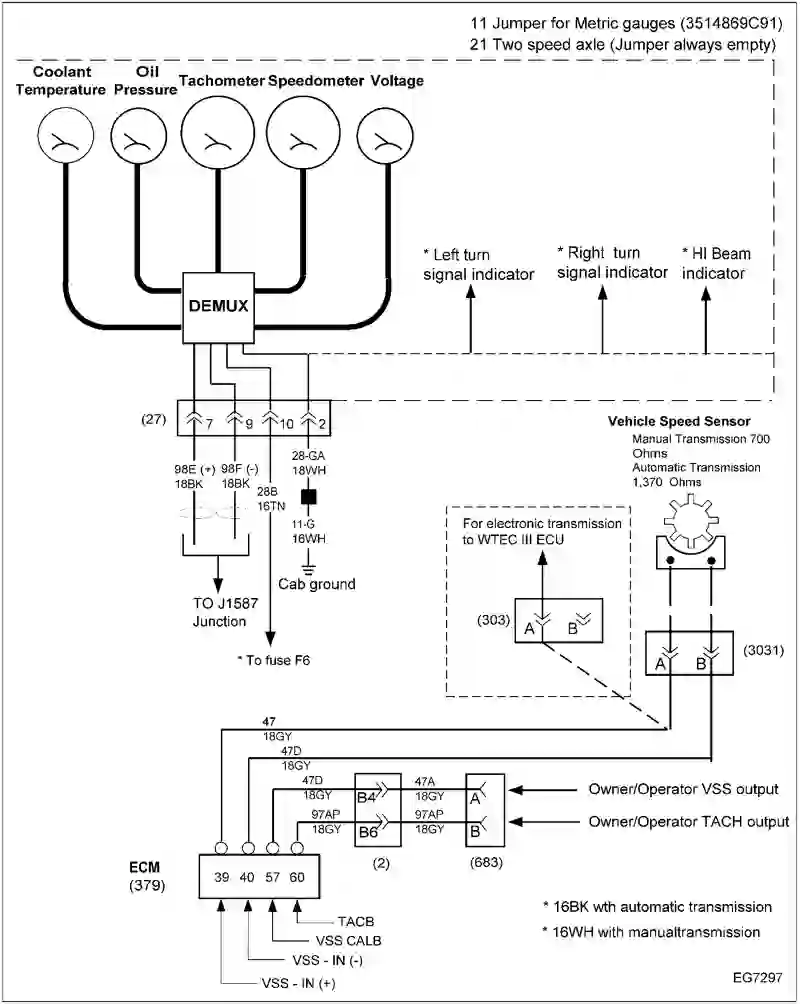 11 Jumper for Metric gauges (3514869C91)
21 Two speed axle (Jumper always empty)
Coolant
Temperature
Oil
Pressure
Tachometer
Speedometer
Voltage
* Left turn
signal indicator
* Right turn
signal indicator
* HI Beam
indicator
DEMUX
(27)
7
9
10
2
98E (+)
18BK
98F (-)
18BK
28B
16TN
28-GA
18WH
11-G
16WH
Cab ground
TO J1587
Junction
* To fuse F6
Vehicle Speed Sensor
Manual Transmission 700
Ohms
Automatic Transmission
1,370 Ohms
For electronic transmission
to WTEC III ECU
(303)
A
B
(3031)
A
B
47
18GY
47D
18GY
47D
18GY
B4
47A
18GY
A
Owner/Operator VSS output
97AP
18GY
B6
97AP
18GY
B
Owner/Operator TACH output
(2)
(683)
ECM
(379)
39
40
57
60
TACB
VSS CALB
VSS - IN (-)
VSS - IN (+)
* 16BK wth automatic transmission
* 16WH with manualtransmission
EG7297